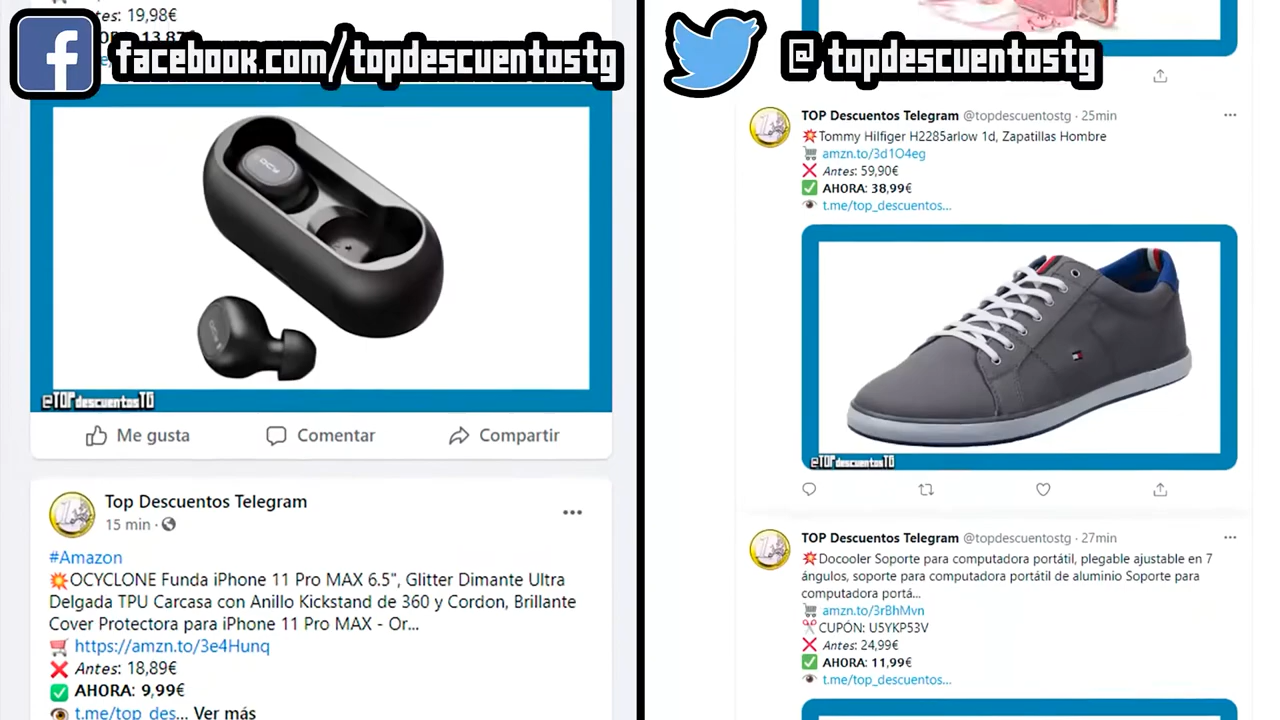 : 19,98€
facebook.com/topdescuentostg
QCY
QCY
@TOPdescuentosTG
Me gusta
Comentar
Compartir
Top Descuentos Telegram
15 min ·
#Amazon
💥OCYCLONE Funda iPhone 11 Pro MAX 6.5", Glitter Dimante Ultra
Delgada TPU Carcasa con Anillo Kickstand de 360 y Cordon, Brillante
Cover Protectora para iPhone 11 Pro MAX - Or...
🛒 https://amzn.to/3e4Hunq
❌ Antes: 18,89€
✅ AHORA: 9,99€
👁 t.me/top_des... Ver más
@topdescuentostg
TOP Descuentos Telegram @topdescuentostg · 25min
💥Tommy Hilfiger H2285arlow 1d, Zapatillas Hombre
🛒 amzn.to/3d1O4eg
❌ Antes: 59,90€
✅ AHORA: 38,99€
👁 t.me/top_descuentos...
@TOPdescuentosTG
TOP Descuentos Telegram @topdescuentostg · 27min
💥Docooler Soporte para computadora portátil, plegable ajustable en 7
ángulos, soporte para computadora portátil de aluminio Soporte para
computadora portá...
🛒 amzn.to/3rBhMvn
✂️CUPÓN: U5YKP53V
❌ Antes: 24,99€
✅ AHORA: 11,99€
👁 t.me/top_descuentos...